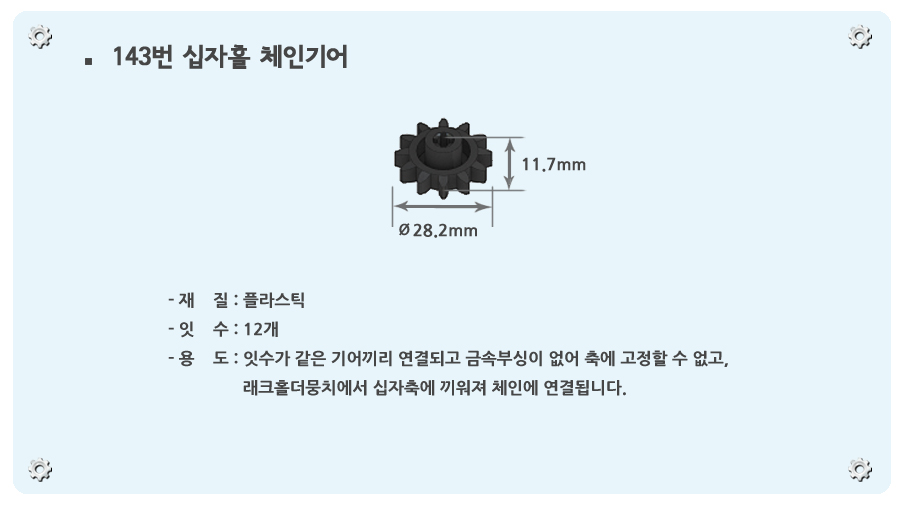 ▪ 143번 십자홀 체인기어
11.7mm
Ø 28.2mm
- 재 질 : 플라스틱
- 잇 수 : 12개
- 용 도 : 잇수가 같은 기어끼리 연결되고 금속부싱이 없어 축에 고정할 수 없고,
래크홀더뭉치에서 십자축에 끼워져 체인에 연결됩니다.